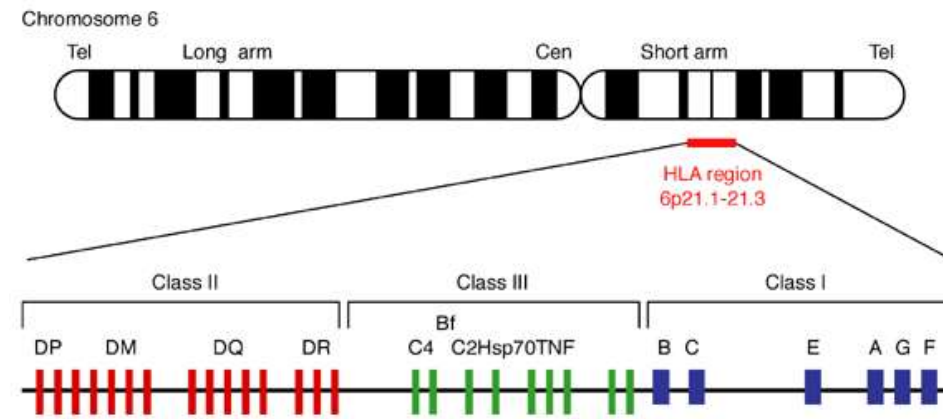 Chromosome 6
Tel Long arm Cen Short arm Tel
HLA region
6p21.1-21.3
Class II Class III Class I
Bf
DP DM DQ DR C4 C2Hsp70TNF B C E A G F